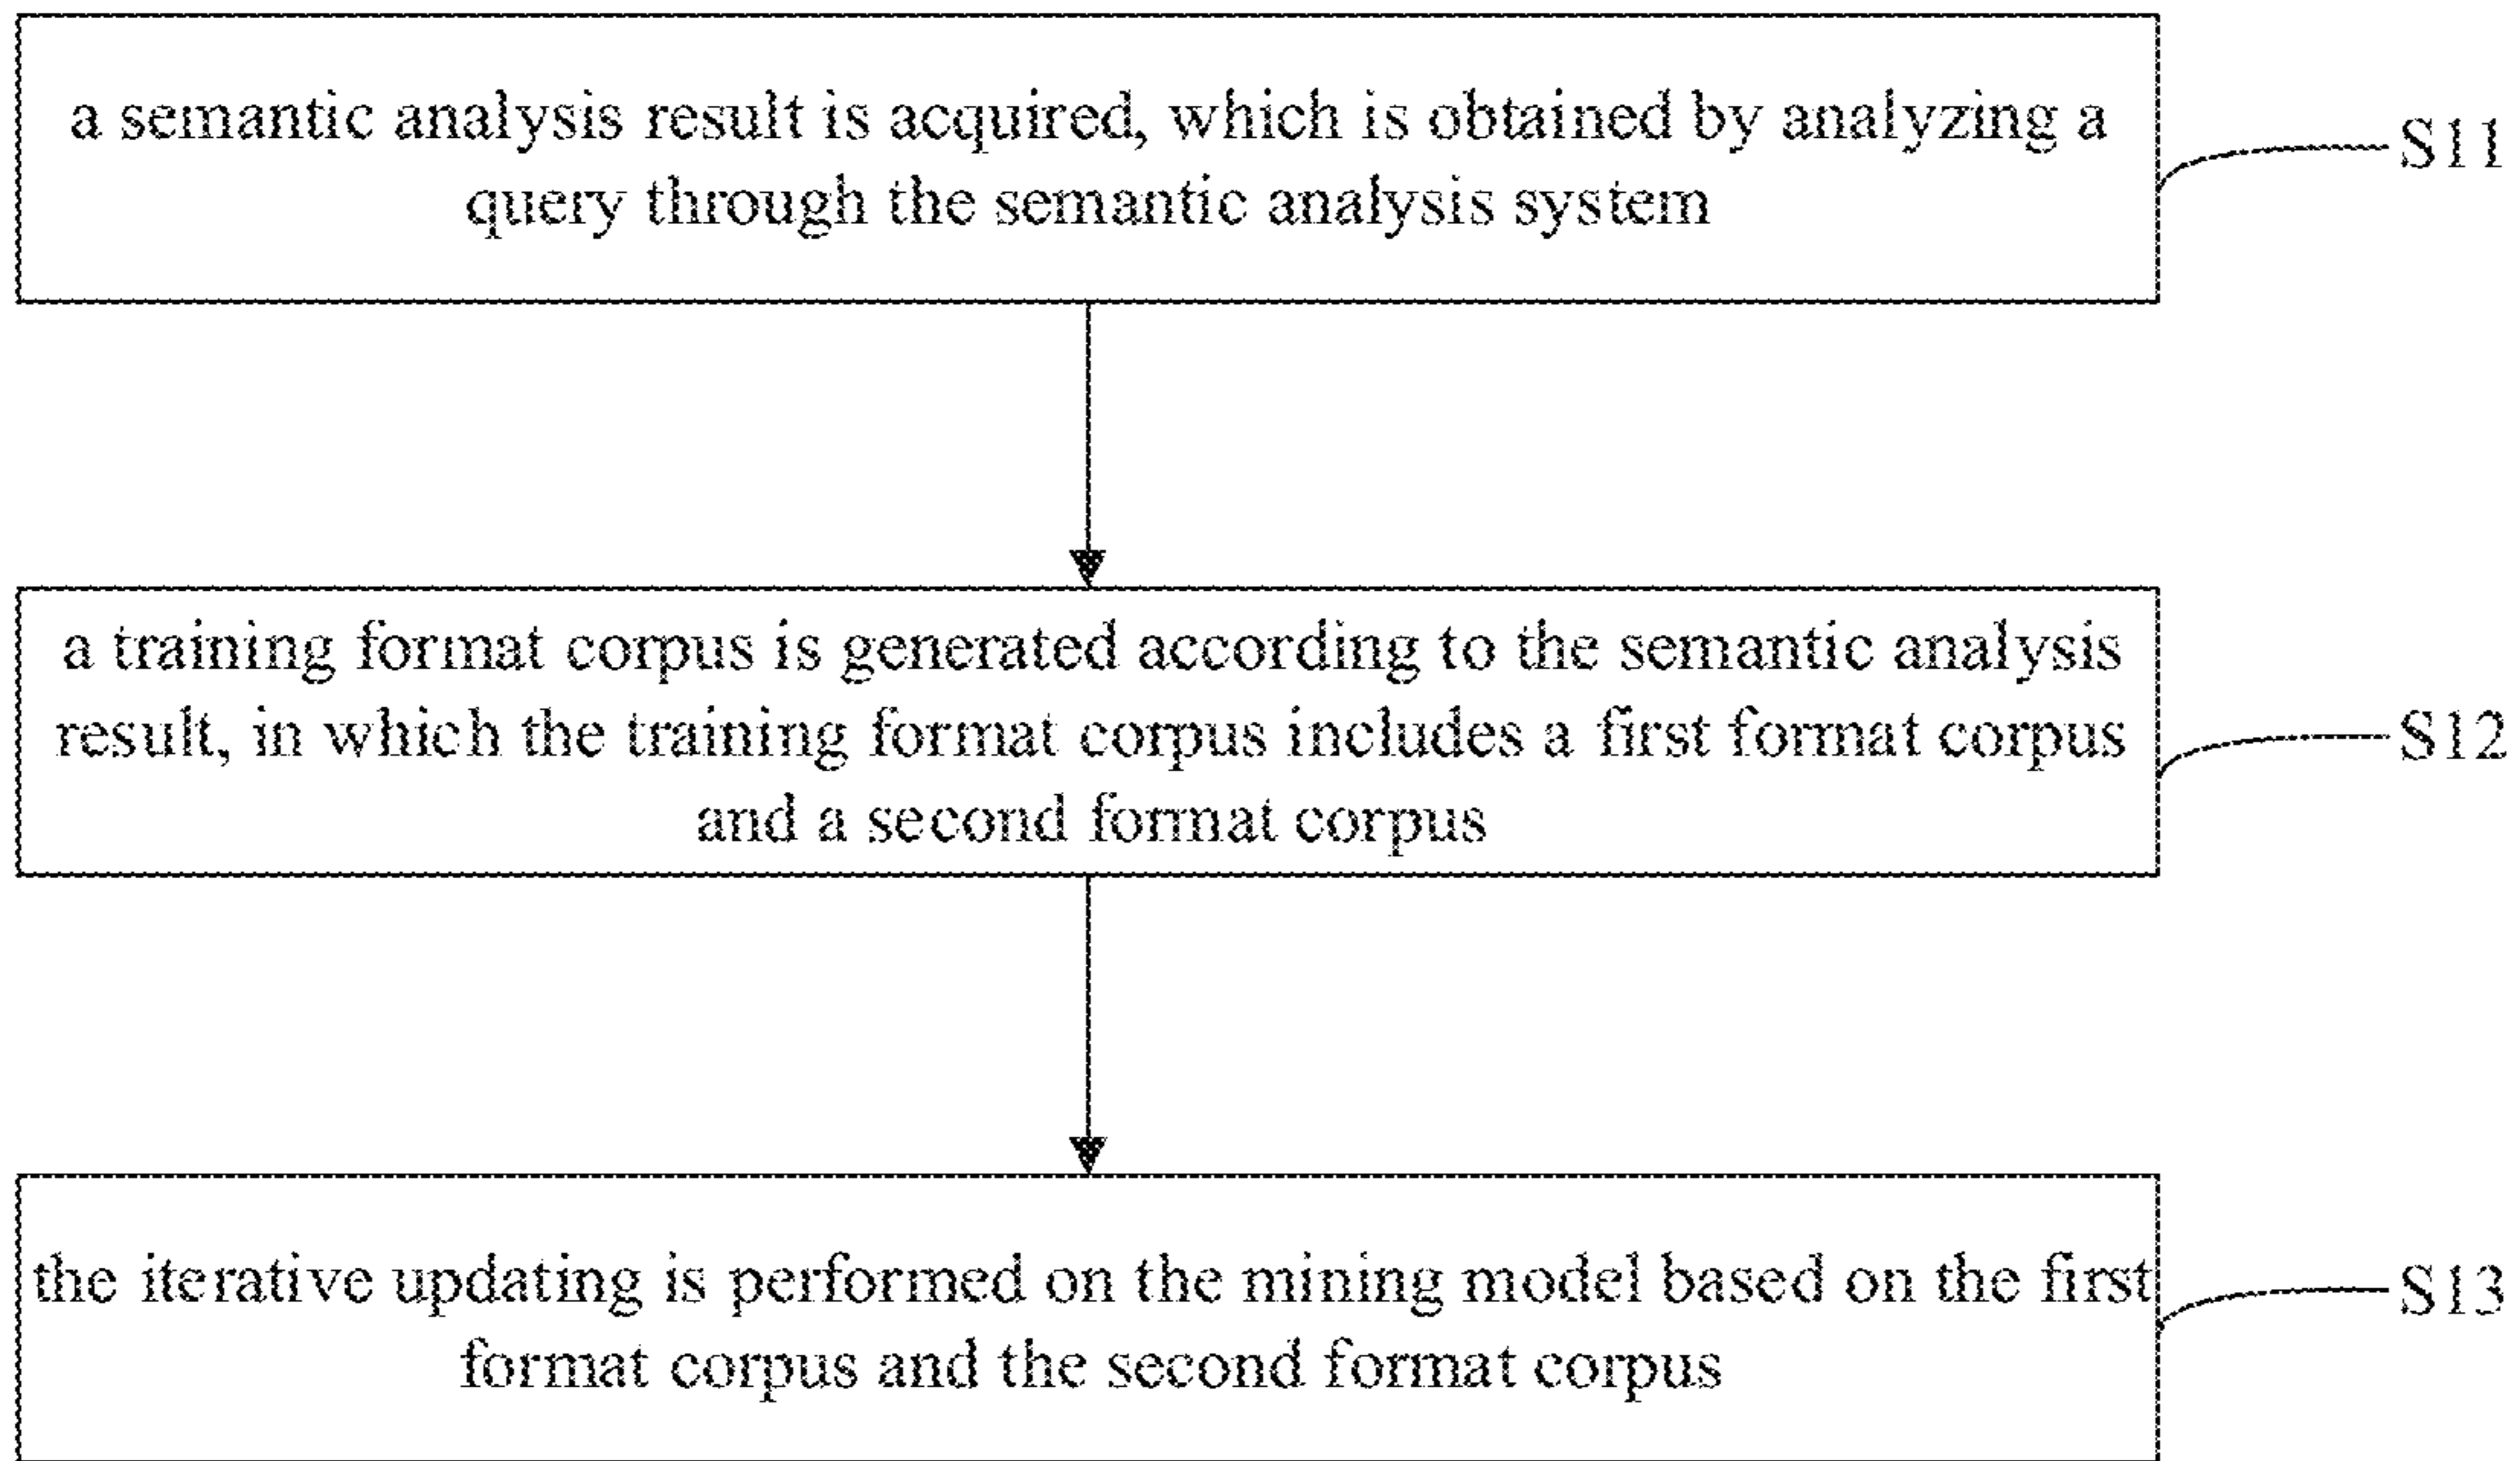 a semantic analysis result is acquired, which is obtained by analyzing a
query through the semantic analysis system
S11
a training format corpus is generated according to the semantic analysis
result, in which the training format corpus includes a first format corpus
and a second format corpus
S12
the iterative updating is performed on the mining model based on the first
format corpus and the second format corpus
S13